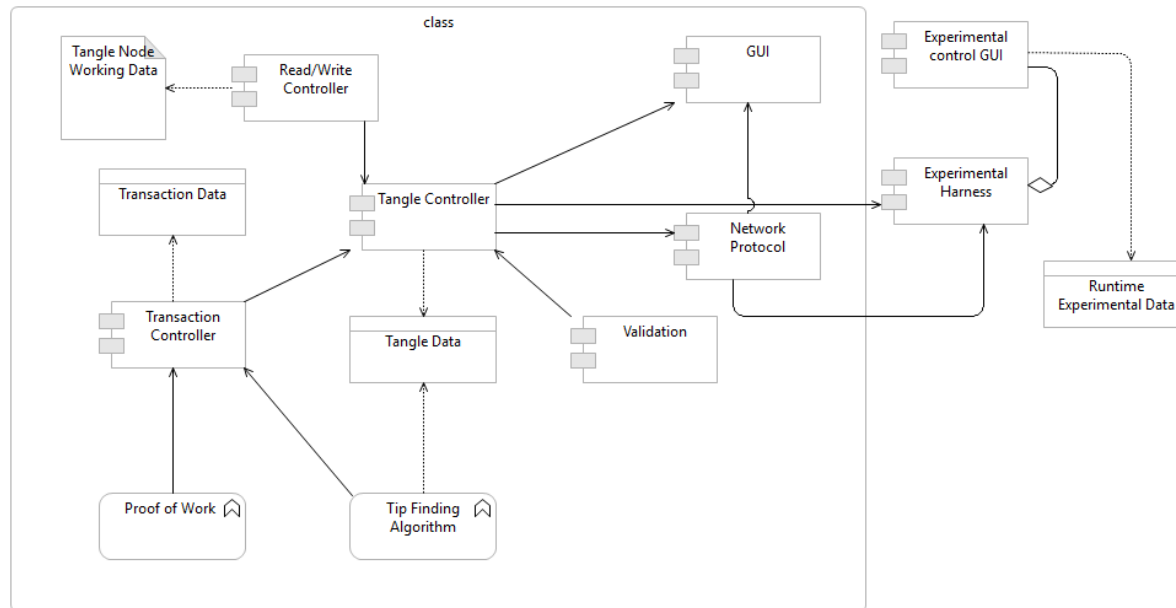 class
Tangle Node
Working Data
Read/Write
Controller
GUI
Experimental
control GUI
Transaction Data
Tangle Controller
Experimental
Harness
Network
Protocol
Runtime
Experimental Data
Transaction
Controller
Tangle Data
Validation
Proof of Work
Tip Finding
Algorithm